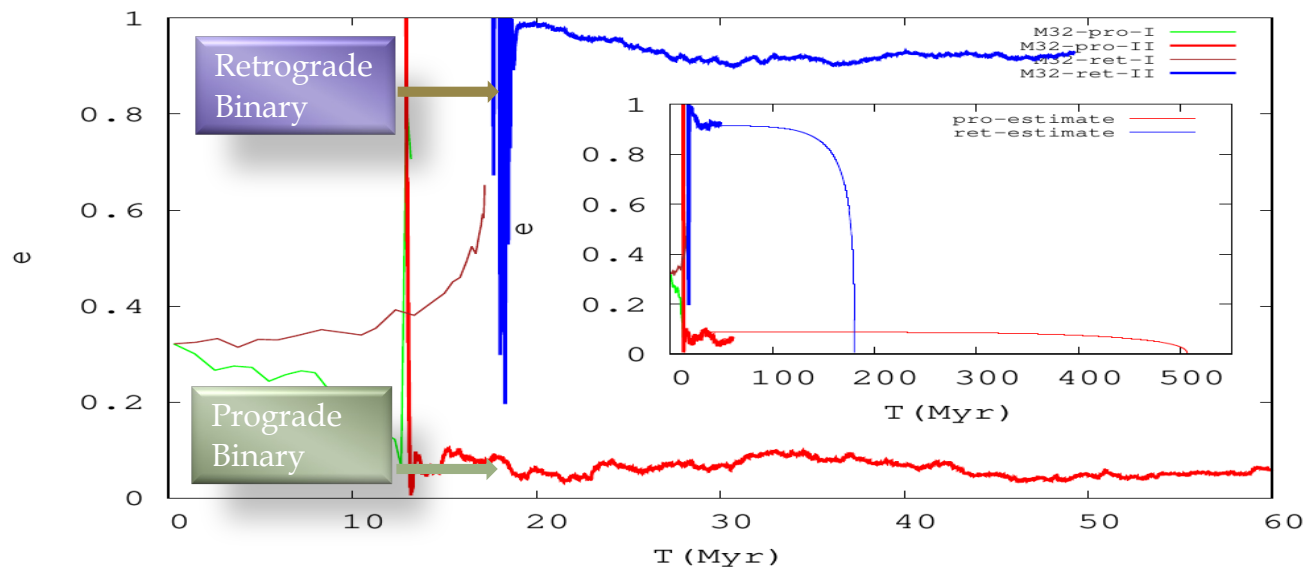 1
0.8
0.6
0.4
0.2
0
e
0
10
20
30
40
50
60
T(Myr)
Retrograde
Binary
Prograde
Binary
M32-pro-I
M32-pro-II
M32-ret-I
M32-ret-II
1
0.8
0.6
0.4
0.2
0
e
0
100
200
300
400
500
T(Myr)
pro-estimate
ret-estimate